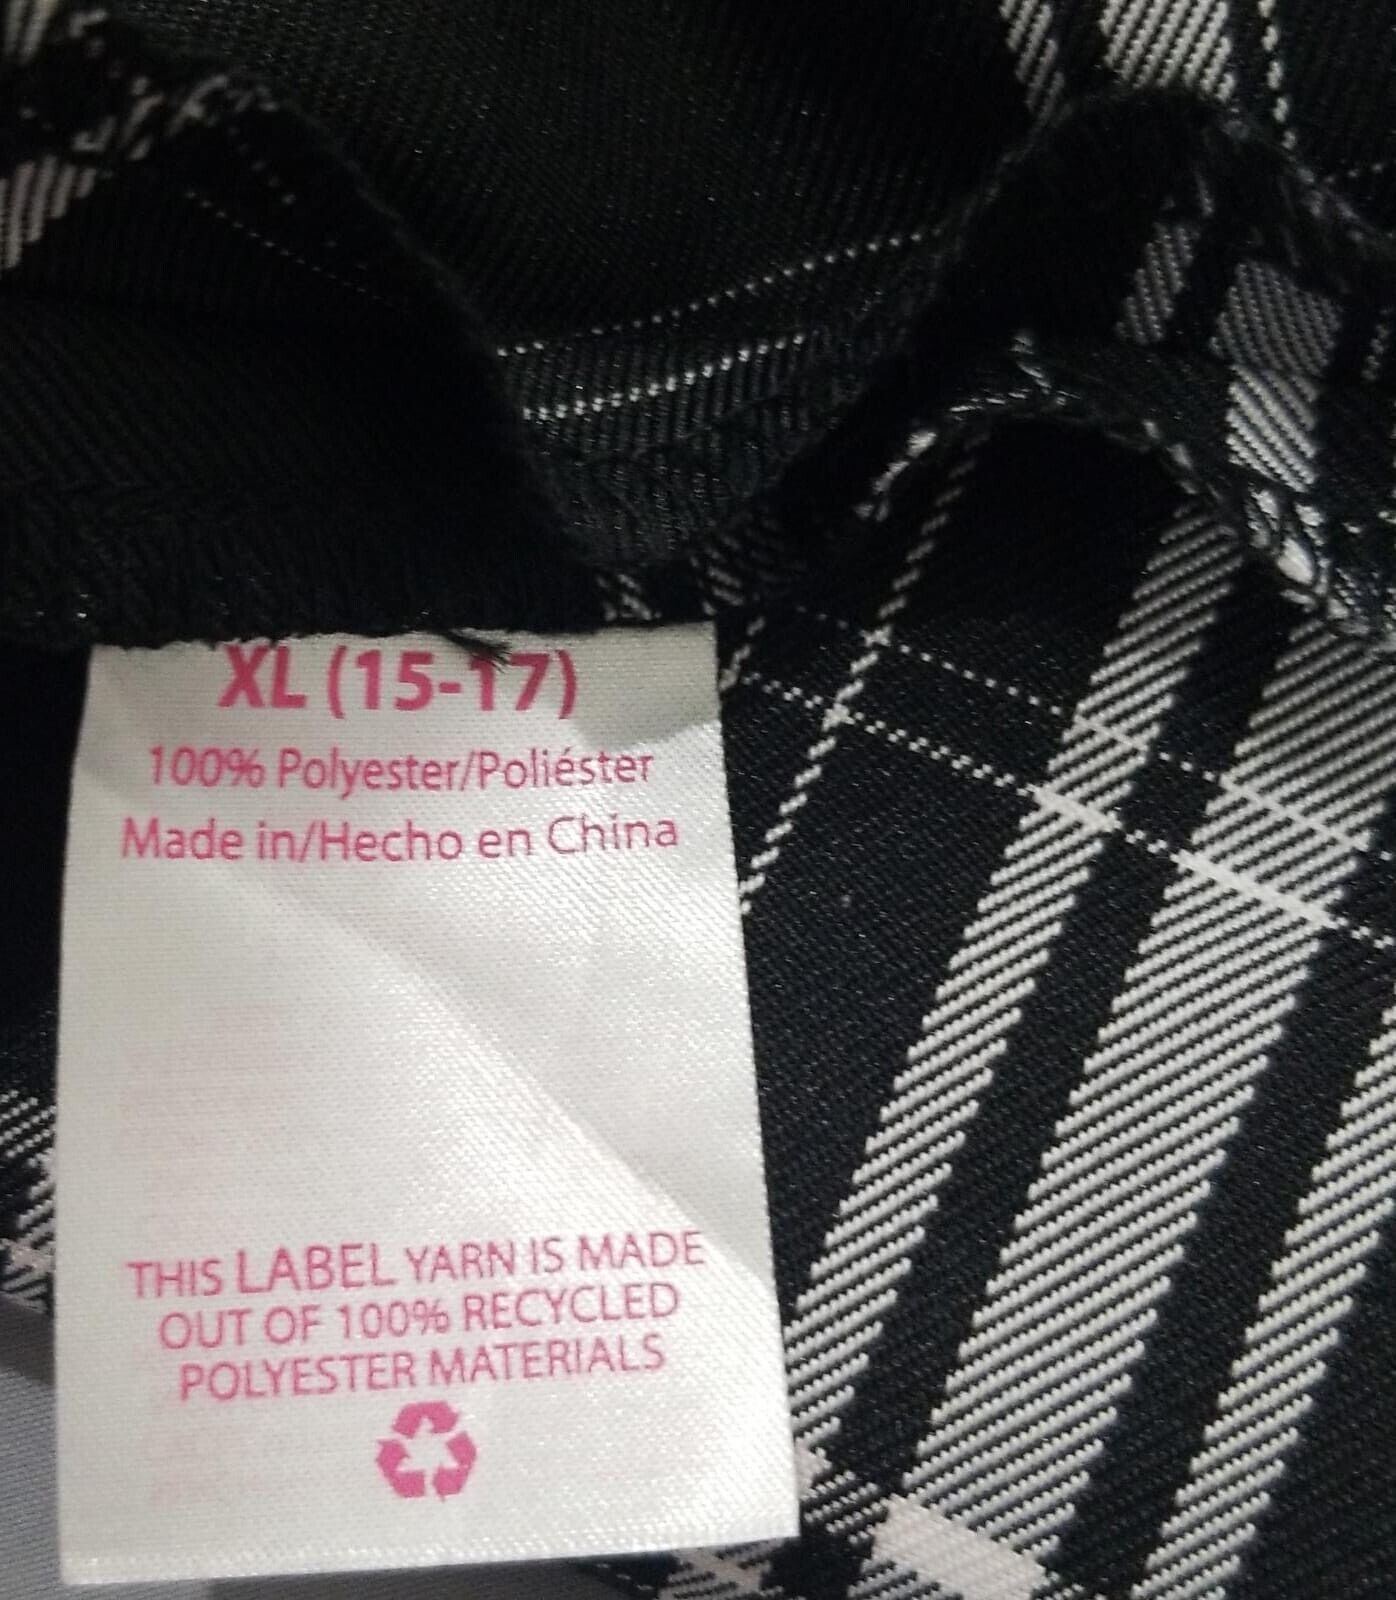 XL (15-17)
100% Polyester/Poliéster
Made in/Hecho en China
THIS LABEL YARN IS MADE
OUT OF 100% RECYCLED
POLYESTER MATERIALS